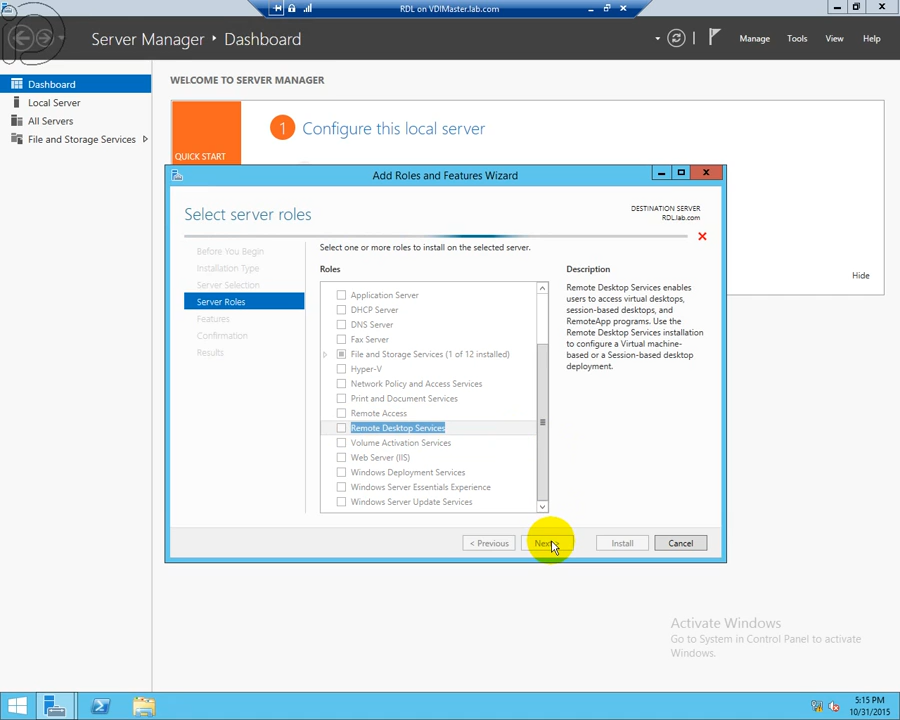 RDL on VDIMaster.lab.com
Server Manager ‣ Dashboard
Manage
Tools
View
Help
Dashboard
Local Server
All Servers
File and Storage Services
WELCOME TO SERVER MANAGER
QUICK START
1 Configure this local server
Hide
Add Roles and Features Wizard
Select server roles
DESTINATION SERVER
RDL.lab.com
Before You Begin
Installation Type
Server Selection
Server Roles
Features
Confirmation
Results
Select one or more roles to install on the selected server.
Roles
Application Server
DHCP Server
DNS Server
Fax Server
File and Storage Services (1 of 12 installed)
Hyper-V
Network Policy and Access Services
Print and Document Services
Remote Access
Remote Desktop Services
Volume Activation Services
Web Server (IIS)
Windows Deployment Services
Windows Server Essentials Experience
Windows Server Update Services
Description
Remote Desktop Services enables
users to access virtual desktops,
session-based desktops, and
RemoteApp programs. Use the
Remote Desktop Services installation
to configure a Virtual machine-
based or a Session-based desktop
deployment.
< Previous
Next >
Install
Cancel
Activate Windows
Go to System in Control Panel to activate
Windows.
5:15 PM
10/31/2015